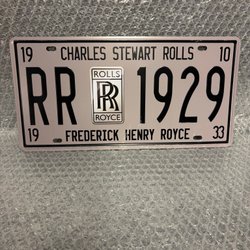 19 CHARLES STEWART ROLLS 10
ROLLS
RR RR 1929
ROYCE
19 FREDERICK HENRY ROYCE 33